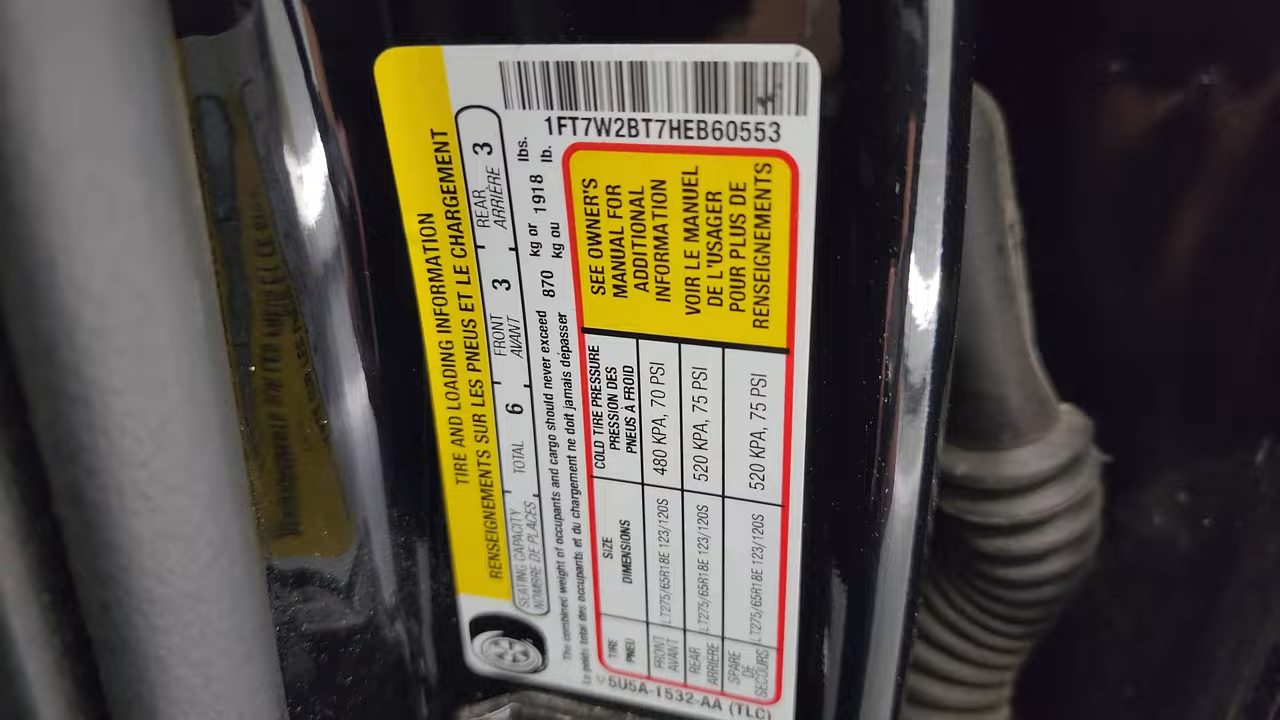 TIRE AND LOADING INFORMATION
RENSEIGNEMENTS SUR LES PNEUS ET LE CHARGEMENT
SEATING CAPACITY
NOMBRE DE PLACES
TOTAL 6
FRONT
AVANT
3
REAR
ARRIÈRE
3
The combined weight of occupants and cargo should never exceed 870 kg or 1918 lbs.
Le poids total des occupants et du chargement ne doit jamais dépasser kg ou lb.
1FT7W2BT7HEB60553
TIRE
PNEU
SIZE
DIMENSIONS
COLD TIRE PRESSURE
PRESSION DES
PNEUS À FROID
FRONT
AVANT
LT275/65R18E 123/120S
480 KPA, 70 PSI
REAR
ARRIÈRE
LT275/65R18E 123/120S
520 KPA, 75 PSI
SPARE
DE
SECOURS
LT275/65R18E 123/120S
520 KPA, 75 PSI
SEE OWNER'S
MANUAL FOR
ADDITIONAL
INFORMATION
VOIR LE MANUEL
DE L'USAGER
POUR PLUS DE
RENSEIGNEMENTS
5U5A-1532-AA (TLC)